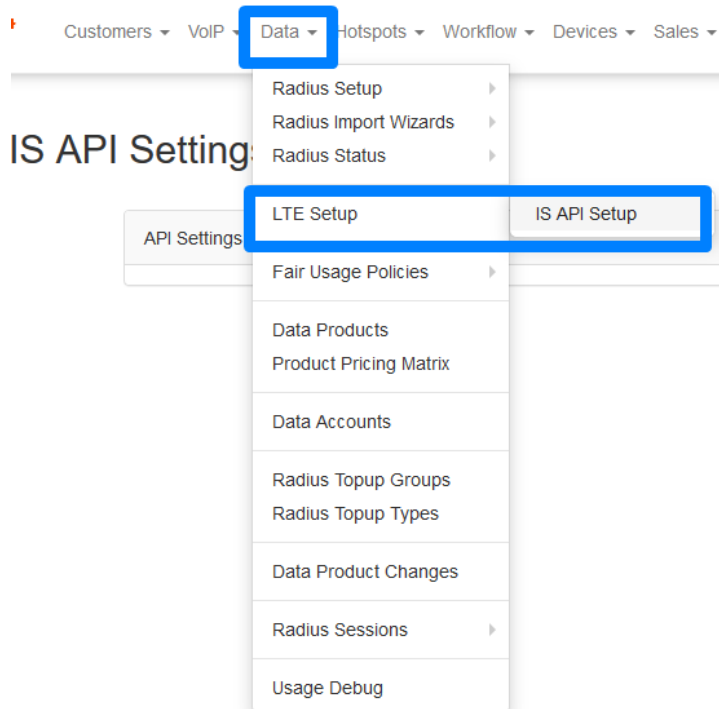 Customers VoIP Data Hotspots Workflow Devices Sales
Radius Setup
Radius Import Wizards
IS API Settings
Radius Status
LTE Setup IS API Setup
API Settings
Fair Usage Policies
Data Products
Product Pricing Matrix
Data Accounts
Radius Topup Groups
Radius Topup Types
Data Product Changes
Radius Sessions
Usage Debug